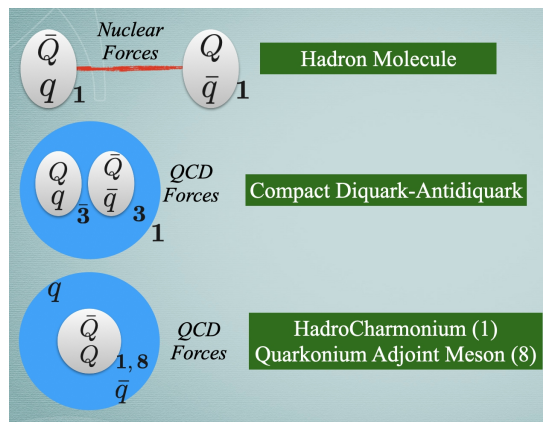 Nuclear
Forces
Q̄
q
1
Q
q̄
1
Hadron Molecule
Q
q
3̄
Q̄
q̄
3
1
QCD
Forces
Compact Diquark-Antidiquark
q
Q̄
Q
1, 8
q̄
QCD
Forces
HadroCharmonium (1)
Quarkonium Adjoint Meson (8)